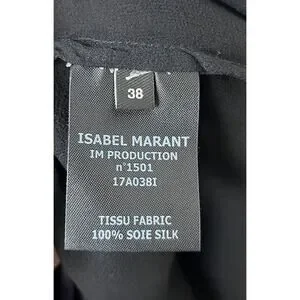 38
ISABEL MARANT
IM PRODUCTION
n°1501
17A038I
TISSU FABRIC
100% SOIE SILK